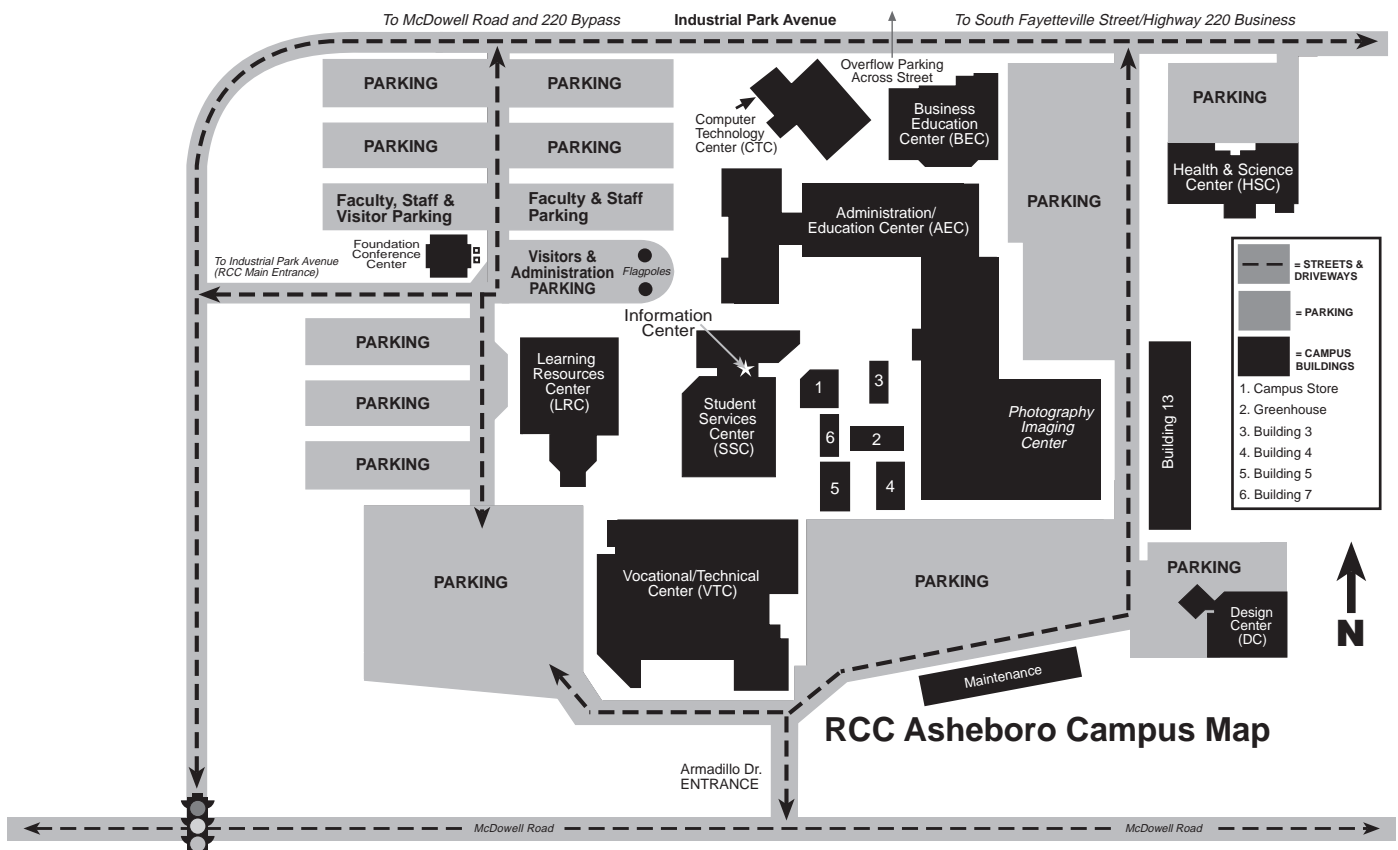 To McDowell Road and 220 Bypass
Industrial Park Avenue
To South Fayetteville Street/Highway 220 Business
Overflow Parking
Across Street
PARKING
PARKING
PARKING
PARKING
Computer
Technology
Center (CTC)
Business
Education
Center (BEC)
PARKING
Health & Science
Center (HSC)
PARKING
PARKING
Faculty, Staff &
Visitor Parking
Faculty & Staff
Parking
Administration/
Education Center (AEC)
Foundation
Conference
Center
To Industrial Park Avenue
(RCC Main Entrance)
Visitors &
Administration
PARKING
Flagpoles
= STREETS &
DRIVEWAYS
= PARKING
= CAMPUS
BUILDINGS
1. Campus Store
2. Greenhouse
3. Building 3
4. Building 4
5. Building 5
6. Building 7
Information
Center
PARKING
PARKING
PARKING
Learning
Resources
Center
(LRC)
Student
Services
Center
(SSC)
1
3
6
2
5
4
Photography
Imaging
Center
Building 13
PARKING
Vocational/Technical
Center (VTC)
PARKING
PARKING
Design
Center
(DC)
N
Maintenance
RCC Asheboro Campus Map
Armadillo Dr.
ENTRANCE
McDowell Road
McDowell Road